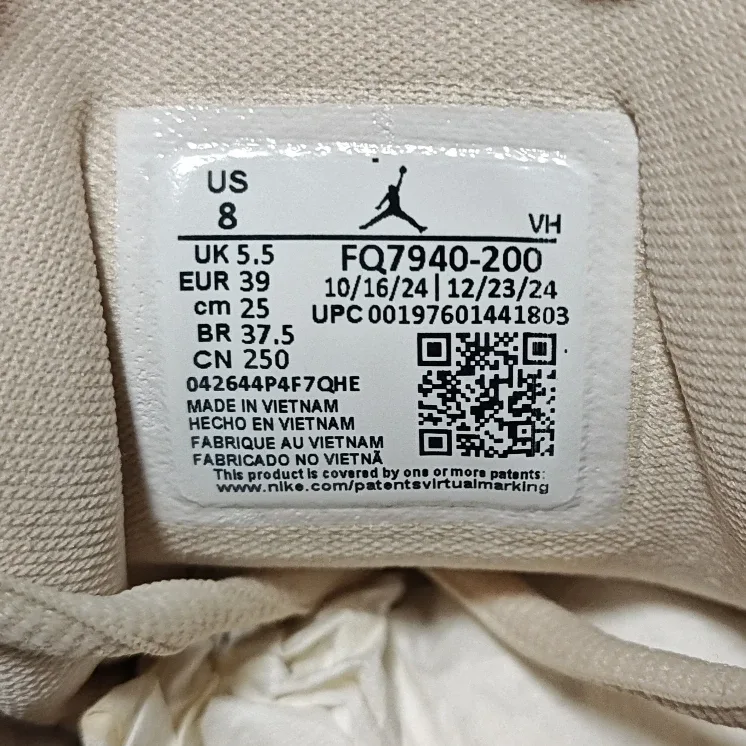 US
8
VH
UK 5.5
EUR 39
cm 25
BR 37.5
CN 250
FQ7940-200
10/16/24 | 12/23/24
UPC 00197601441803
042644P4F7QHE
MADE IN VIETNAM
HECHO EN VIETNAM
FABRIQUE AU VIETNAM
FABRICADO NO VIETNÃ
This product is covered by one or more patents:
www.nike.com/patentsvirtualmarking